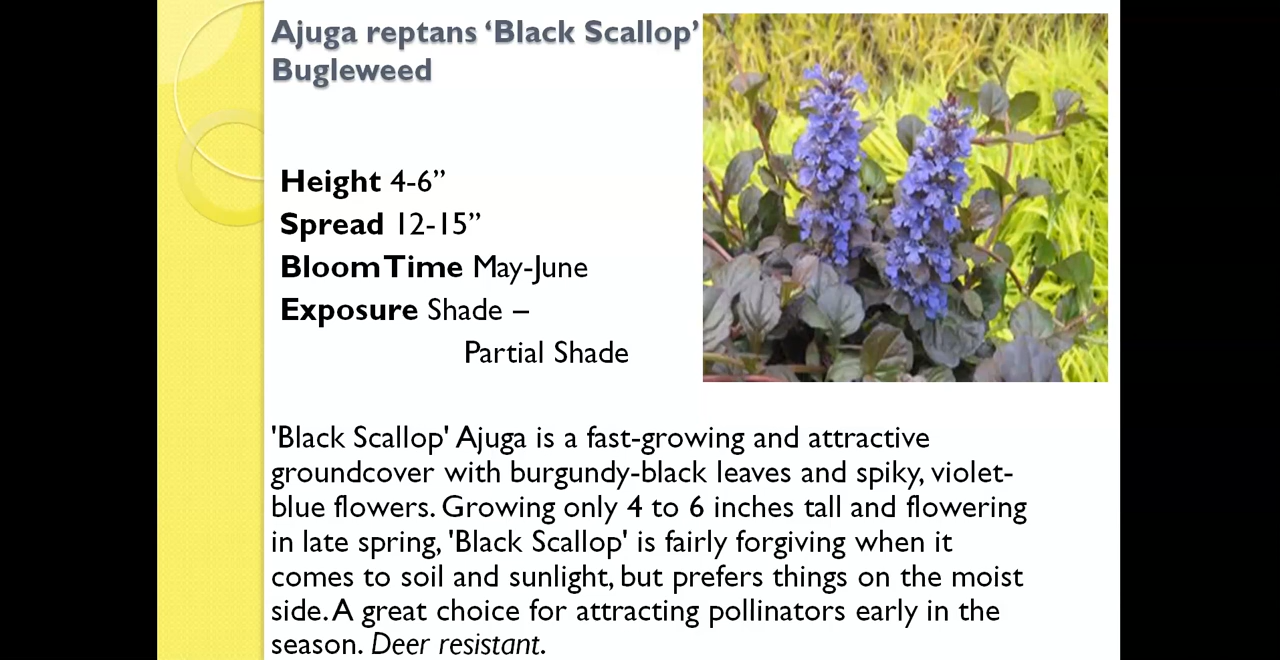 Ajuga reptans ‘Black Scallop’
Bugleweed
Height 4-6”
Spread 12-15”
Bloom Time May-June
Exposure Shade –
Partial Shade
'Black Scallop' Ajuga is a fast-growing and attractive
groundcover with burgundy-black leaves and spiky, violet-
blue flowers. Growing only 4 to 6 inches tall and flowering
in late spring, 'Black Scallop' is fairly forgiving when it
comes to soil and sunlight, but prefers things on the moist
side. A great choice for attracting pollinators early in the
season. Deer resistant.